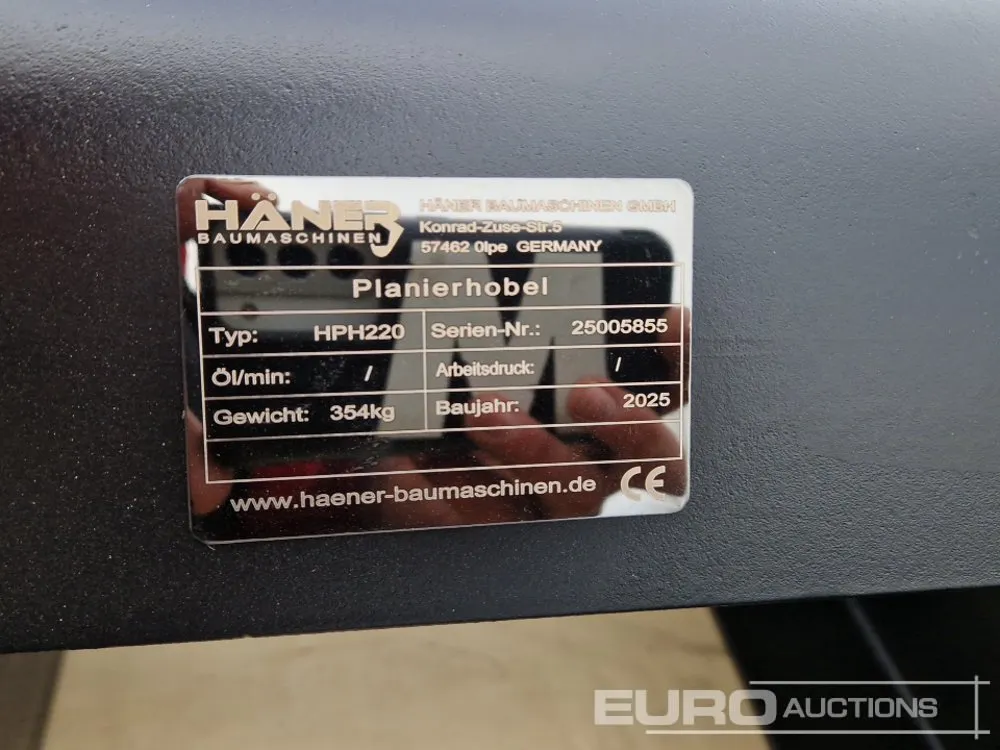 HÄNER
BAUMASCHINEN
HÄNER BAUMASCHINEN GMBH
Konrad-Zuse-Str.5
57462 Olpe GERMANY
Planierhobel
Typ: HPH220 Serien-Nr.: 25005855
Öl/min: / Arbeitsdruck: /
Gewicht: 354kg Baujahr: 2025
www.haener-baumaschinen.de CE
EURO AUCTIONS